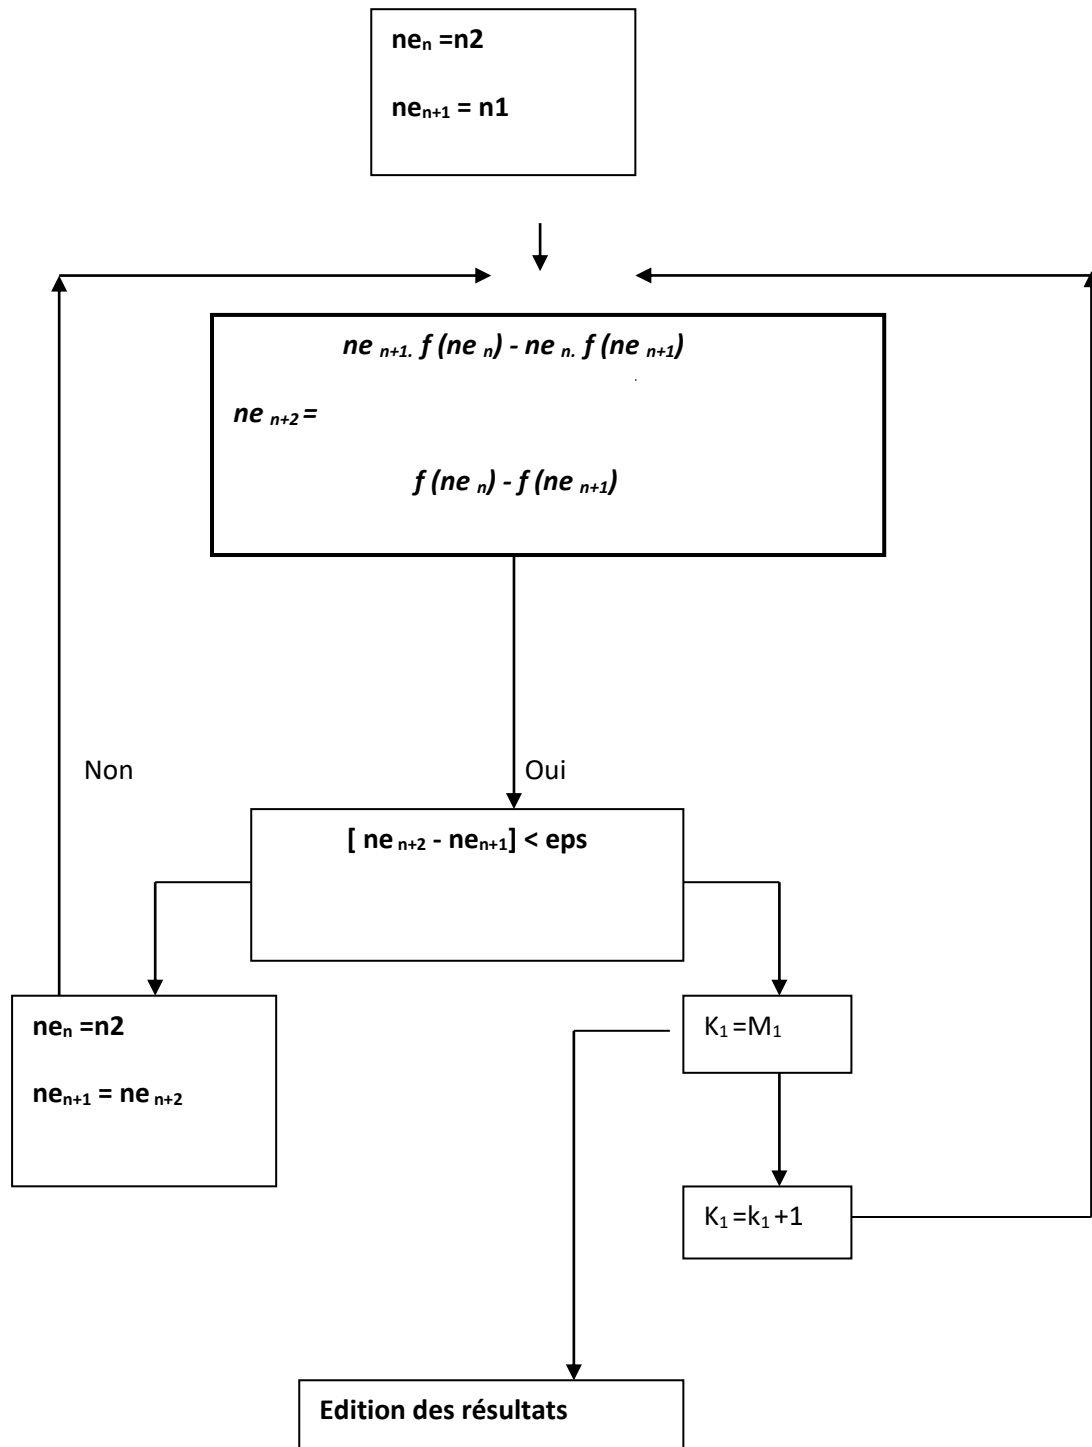 neₙ =n2
neₙ₊₁ = n1
ne ₙ₊₁. f (ne ₙ) - ne ₙ. f (ne ₙ₊₁)
ne ₙ₊₂ =
f (ne ₙ) - f (ne ₙ₊₁)
Non
Oui
[ ne ₙ₊₂ - neₙ₊₁] < eps
neₙ =n2
neₙ₊₁ = ne ₙ₊₂
K₁ =M₁
K₁ =k₁ +1
Edition des résultats